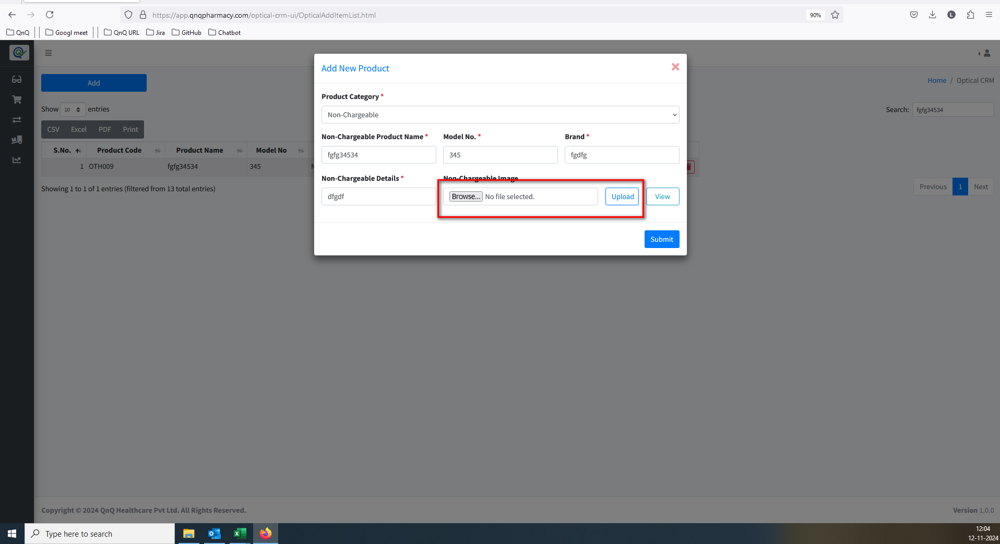 https://app.qnqpharmacy.com/optical-crm-ui/OpticalAddItemList.html
90%
L
QnQ
Googl meet
QnQ URL
Jira
GitHub
Chatbot
Add New Product
Add
Home / Optical CRM
Product Category *
Non-Chargeable
Show 10 entries
Search: fgfg34534
CSV Excel PDF Print
Non-Chargeable Product Name * Model No. * Brand *
fgfg34534 345 fgdfg
S.No. Product Code Product Name Model No
1 OTH009 fgfg34534 345 N
Non-Chargeable Details * Non-Chargeable Image
Showing 1 to 1 of 1 entries (filtered from 13 total entries)
Previous 1 Next
dfgdf Browse... No file selected. Upload View
Submit
Copyright © 2024 QnQ Healthcare Pvt Ltd. All Rights Reserved.
Version 1.0.0
Type here to search
12:04
12-11-2024